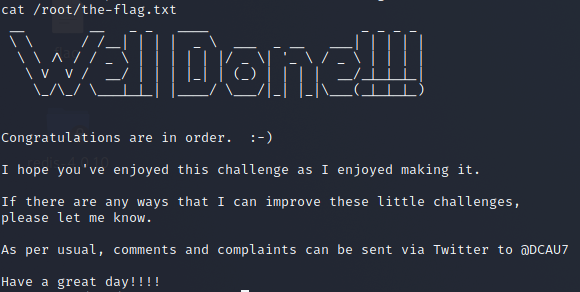 cat /root/the-flag.txt
Well Done!!!!
Congratulations are in order.  :-)
I hope you've enjoyed this challenge as I enjoyed making it.
If there are any ways that I can improve these little challenges,
please let me know.
As per usual, comments and complaints can be sent via Twitter to @DCAU7
Have a great day!!!!